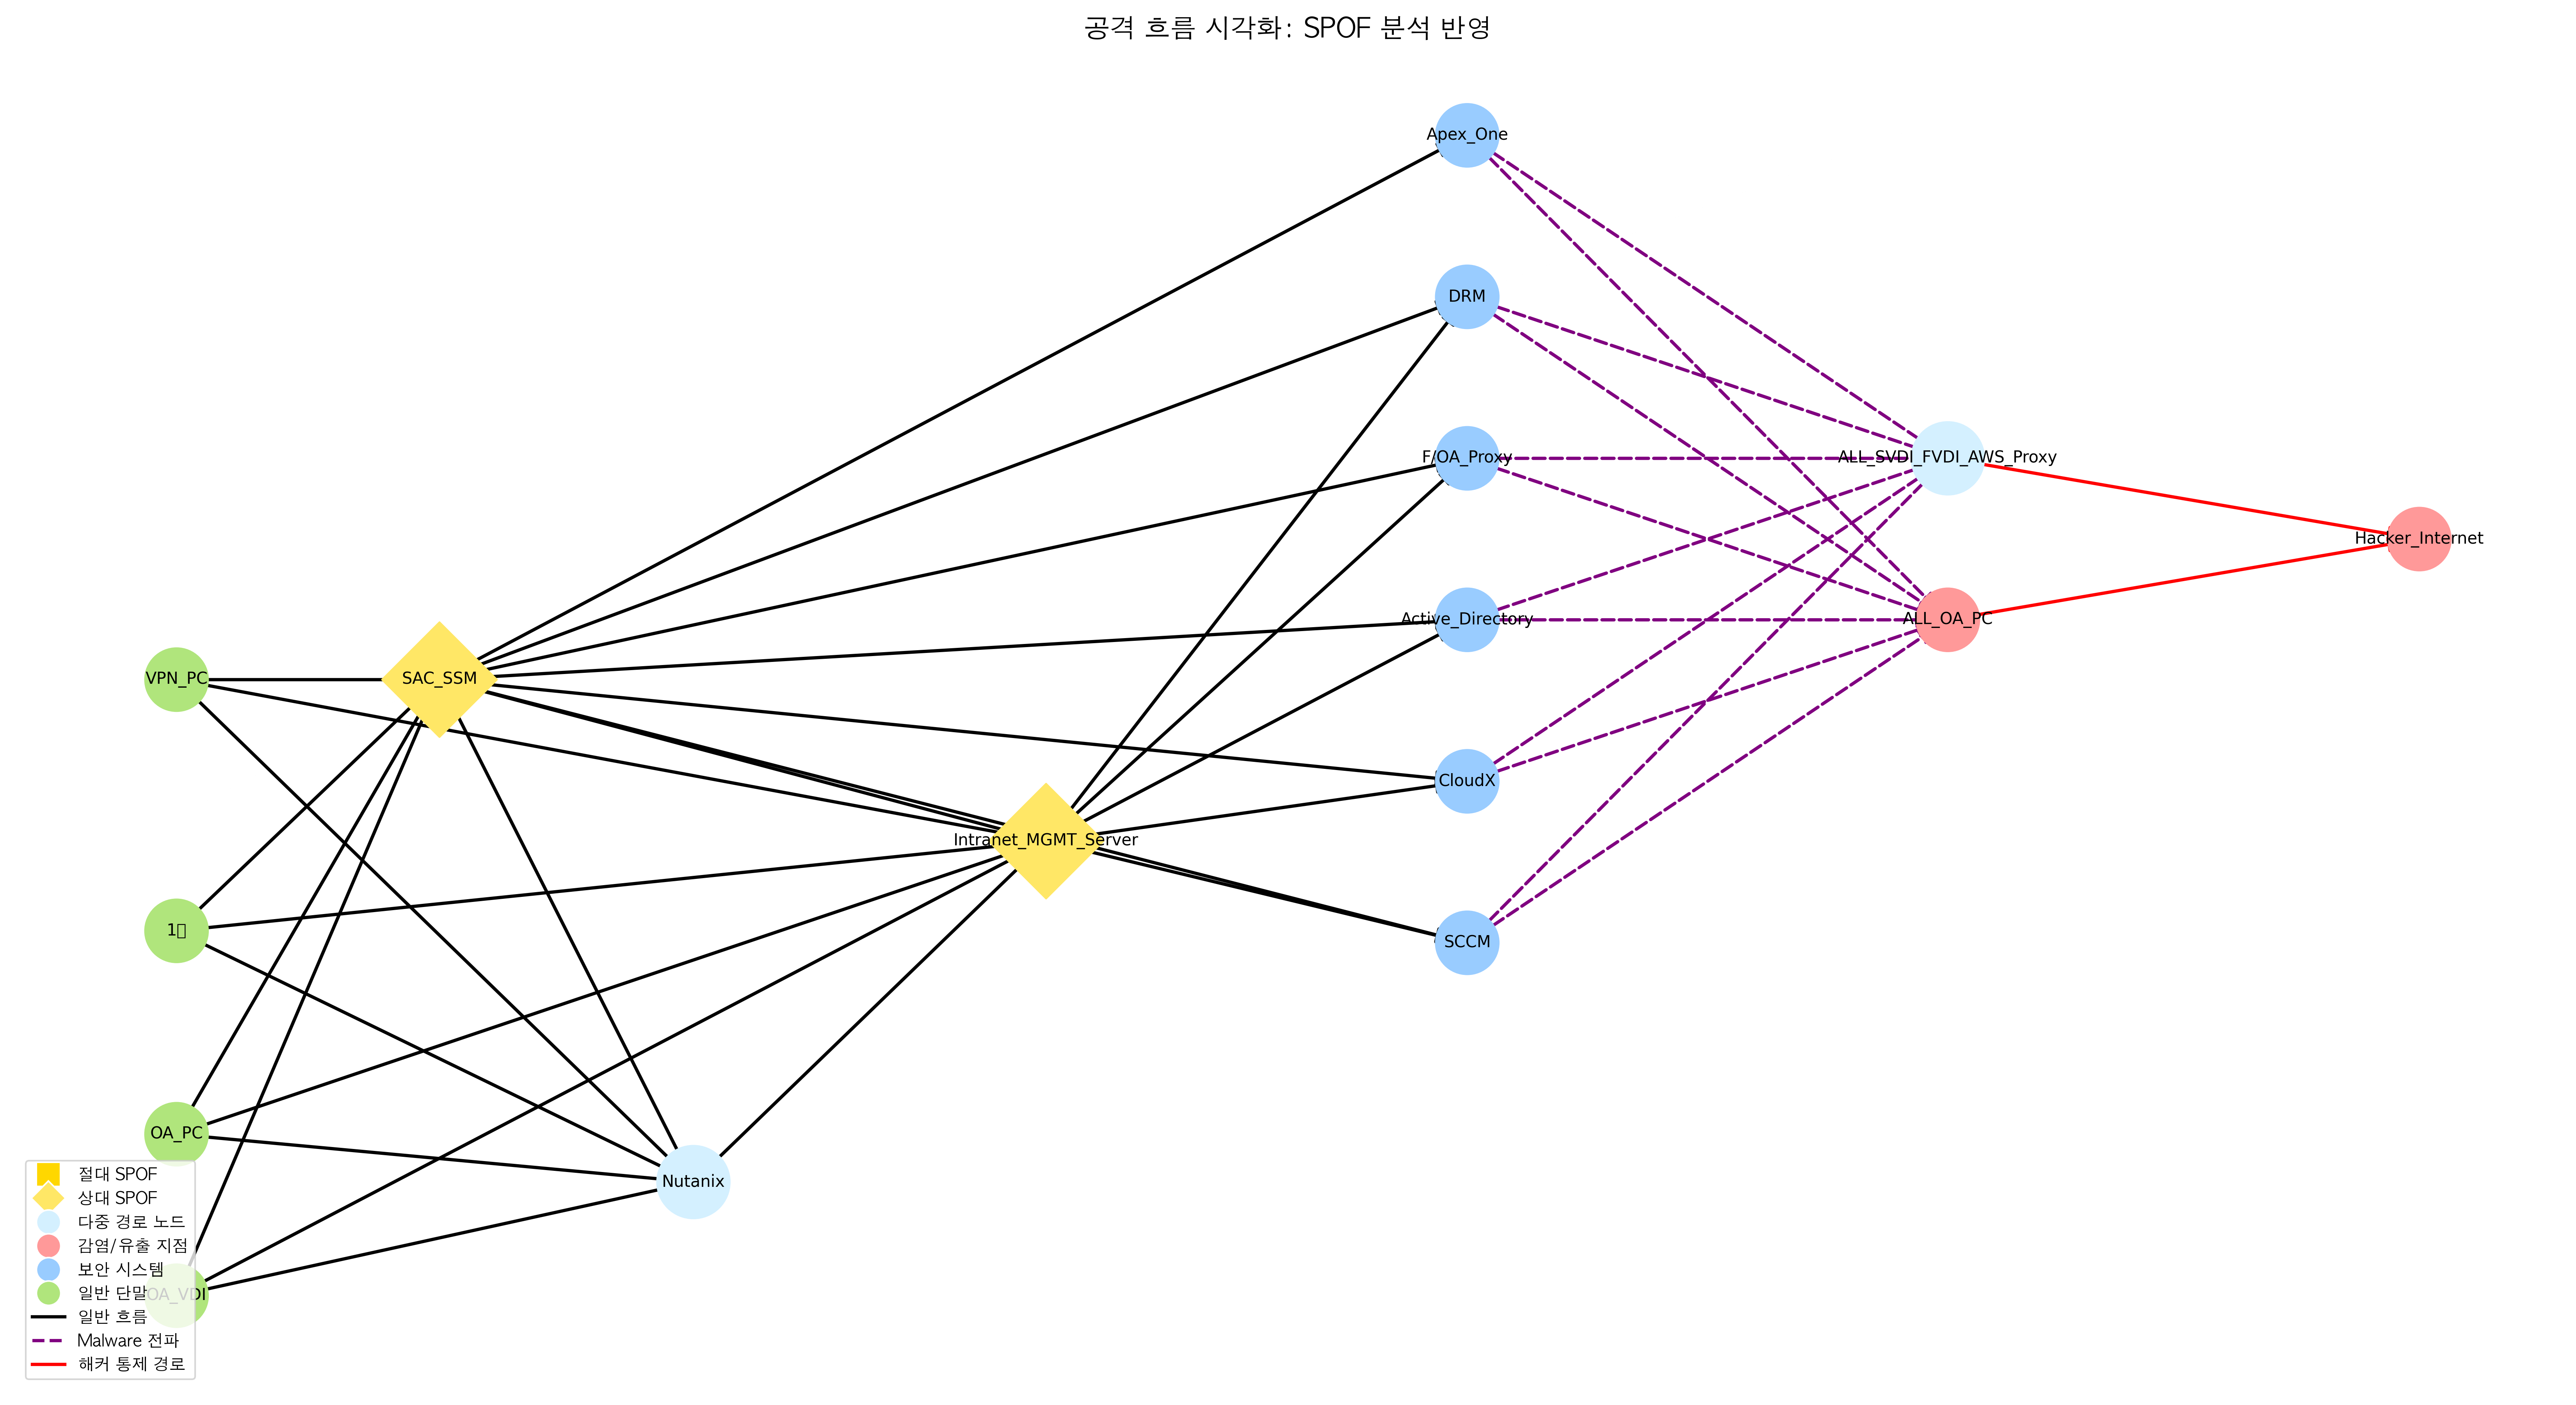 공격 흐름 시각화: SPOF 분석 반영
Apex_One
DRM
F/OA_Proxy
ALL_SVDI_FVDI_AWS_Proxy
Hacker_Internet
Active_Directory
ALL_OA_PC
VPN_PC
SAC_SSM
CloudX
Intranet_MGMT_Server
1
SCCM
OA_PC
Nutanix
OA_VDI
절대 SPOF
상대 SPOF
다중 경로 노드
감염/유출 지점
보안 시스템
일반 단말
일반 흐름
Malware 전파
해커 통제 경로